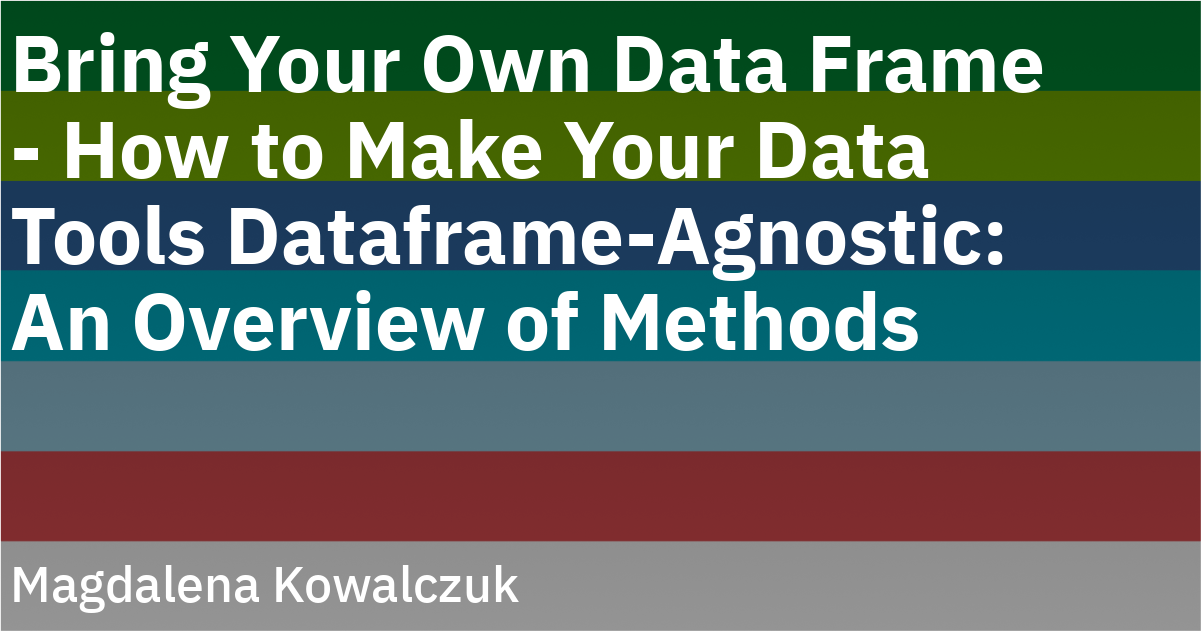 Bring Your Own Data Frame
- How to Make Your Data
Tools Dataframe-Agnostic:
An Overview of Methods
Magdalena Kowalczuk